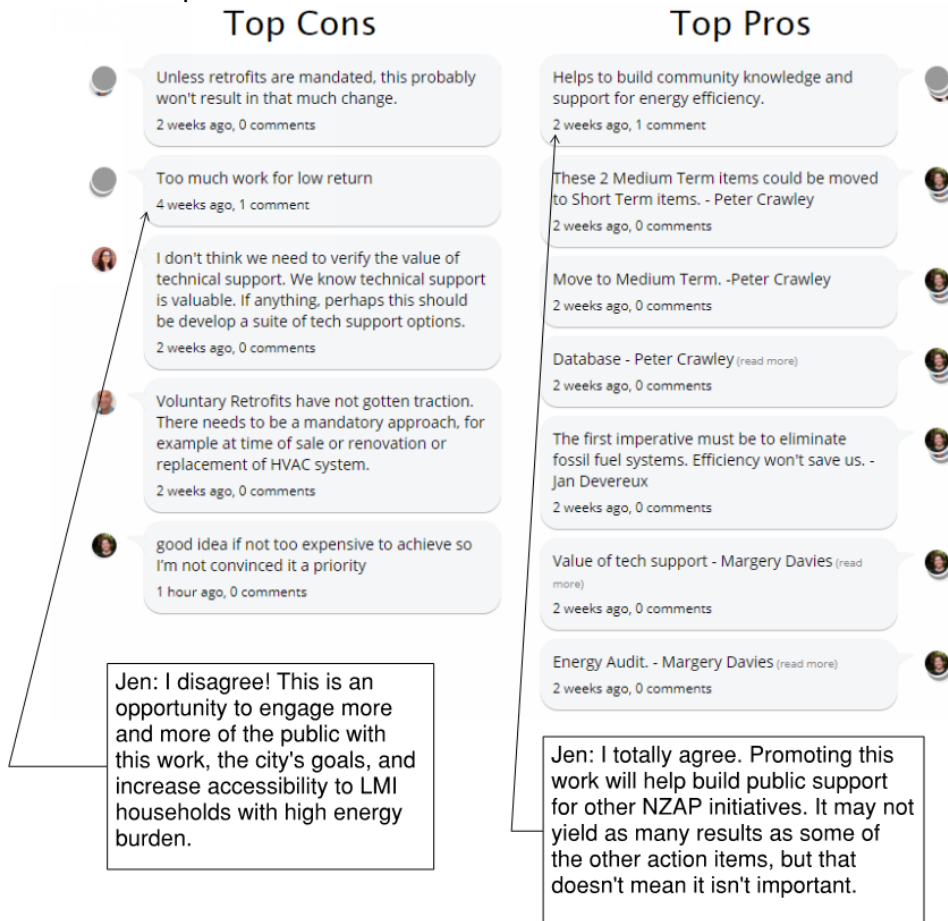 Top Cons
Unless retrofits are mandated, this probably
won't result in that much change.
2 weeks ago, 0 comments
Too much work for low return
4 weeks ago, 1 comment
I don't think we need to verify the value of
technical support. We know technical support
is valuable. If anything, perhaps this should
be develop a suite of tech support options.
2 weeks ago, 0 comments
Voluntary Retrofits have not gotten traction.
There needs to be a mandatory approach, for
example at time of sale or renovation or
replacement of HVAC system.
2 weeks ago, 0 comments
good idea if not too expensive to achieve so
I'm not convinced it a priority
1 hour ago, 0 comments
Jen: I disagree! This is an
opportunity to engage more
and more of the public with
this work, the city's goals, and
increase accessibility to LMI
households with high energy
burden.
Top Pros
Helps to build community knowledge and
support for energy efficiency.
2 weeks ago, 1 comment
These 2 Medium Term items could be moved
to Short Term items. - Peter Crawley
2 weeks ago, 0 comments
Move to Medium Term. -Peter Crawley
2 weeks ago, 0 comments
Database - Peter Crawley (read more)
2 weeks ago, 0 comments
The first imperative must be to eliminate
fossil fuel systems. Efficiency won't save us. -
Jan Devereux
2 weeks ago, 0 comments
Value of tech support - Margery Davies (read
more)
2 weeks ago, 0 comments
Energy Audit. - Margery Davies (read more)
2 weeks ago, 0 comments
Jen: I totally agree. Promoting this
work will help build public support
for other NZAP initiatives. It may not
yield as many results as some of
the other action items, but that
doesn't mean it isn't important.